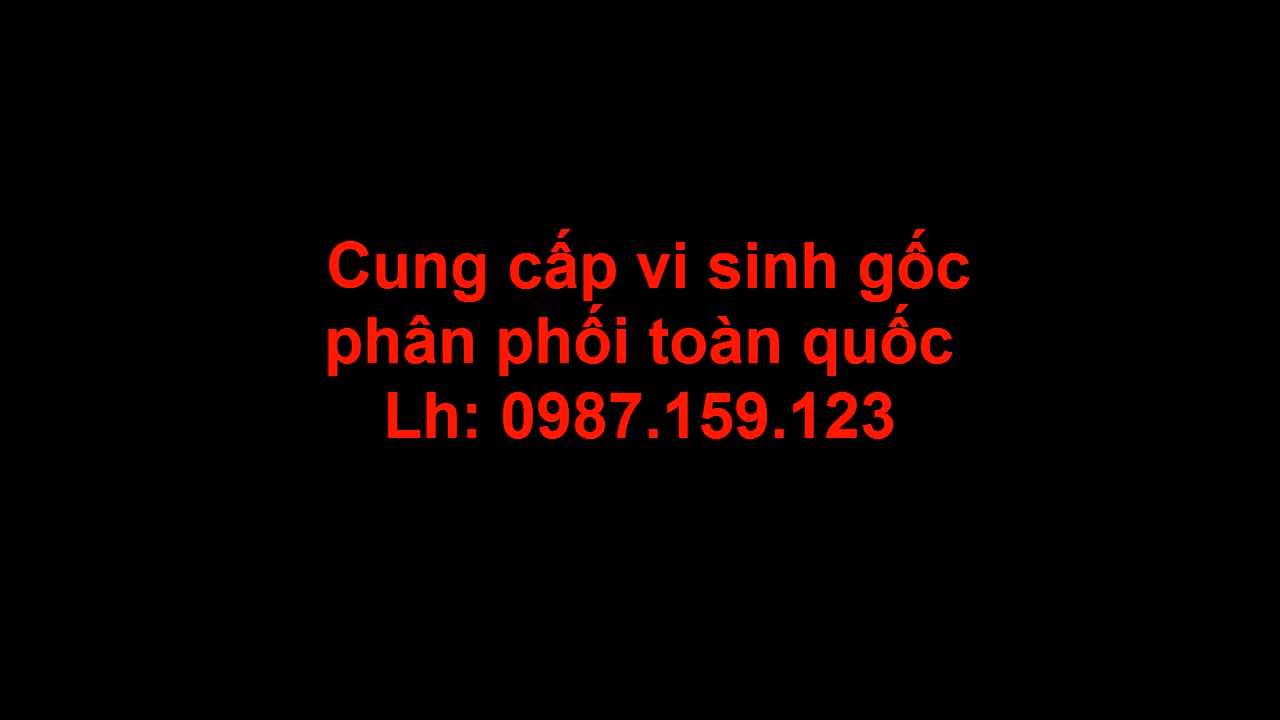 Cung cấp vi sinh gốc
phân phối toàn quốc
Lh: 0987.159.123